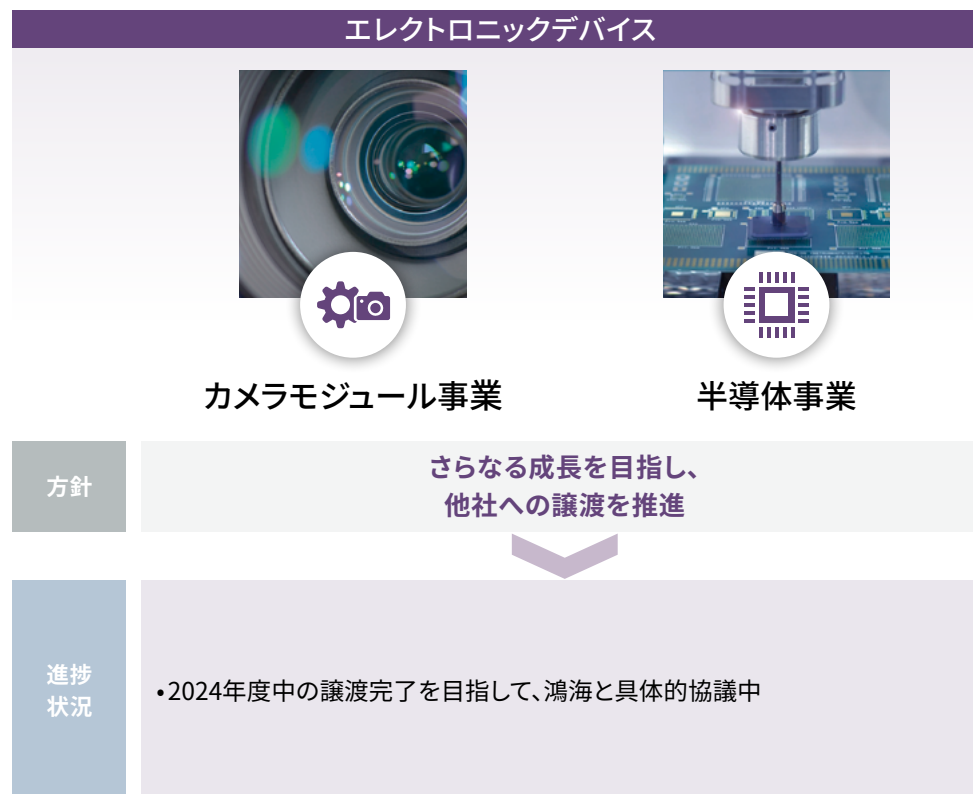 エレクトロニックデバイス
カメラモジュール事業
半導体事業
方針
さらなる成長を目指し、
他社への譲渡を推進
進捗
状況
•2024年度中の譲渡完了を目指して、鴻海と具体的協議中